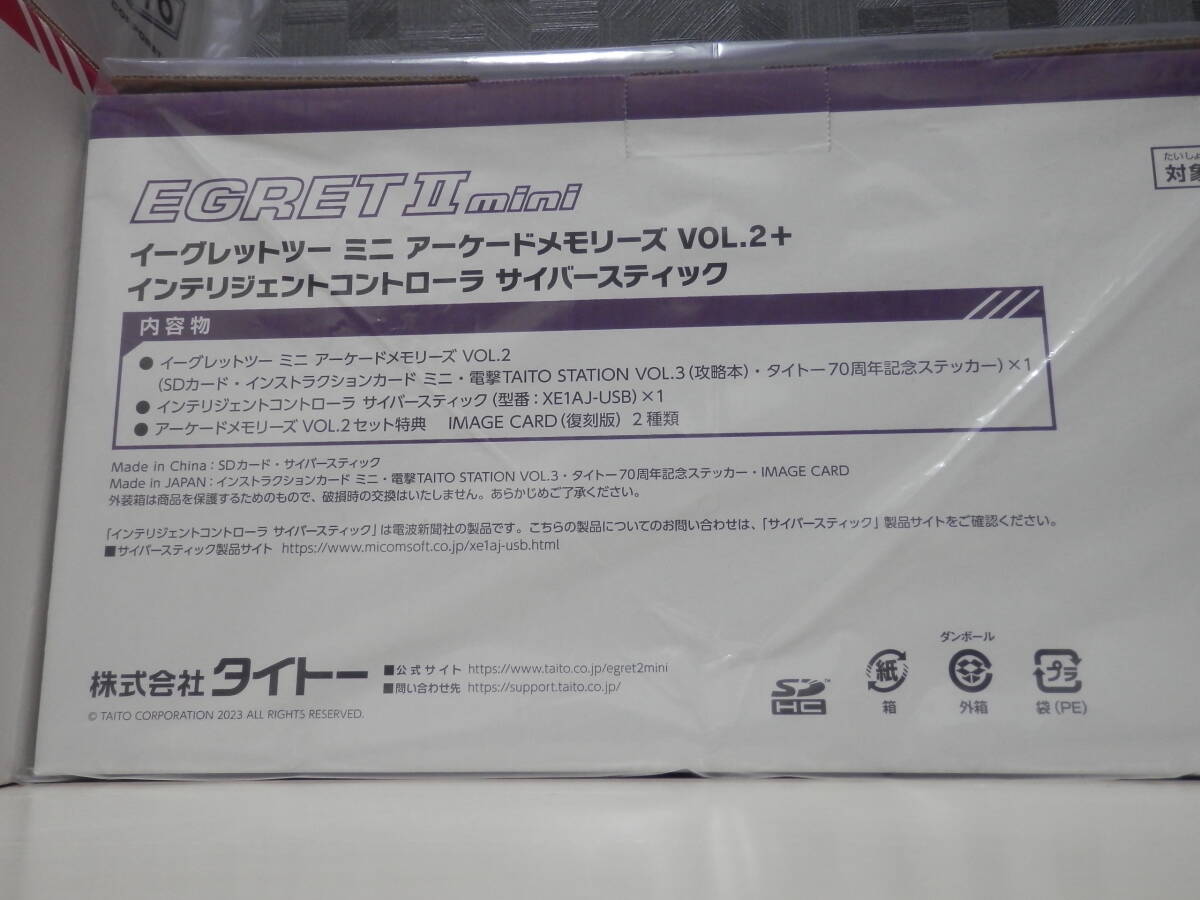 EGRET II mini
イーグレットツー ミニ アーケードメモリーズ VOL.2+
インテリジェントコントローラ サイバースティック
内容物
● イーグレットツー ミニ アーケードメモリーズ VOL.2
(SDカード・インストラクションカード ミニ・電撃TAITO STATION VOL.3(攻略本)・タイトー70周年記念ステッカー)×1
● インテリジェントコントローラ サイバースティック(型番:XE1AJ-USB)×1
● アーケードメモリーズ VOL.2セット特典 IMAGE CARD(復刻版) 2種類
Made in China:SDカード・サイバースティック
Made in JAPAN:インストラクションカード ミニ・電撃TAITO STATION VOL.3・タイトー70周年記念ステッカー・IMAGE CARD
外装箱は商品を保護するためのもので、破損時の交換はいたしません。あらかじめご了承ください。
「インテリジェントコントローラ サイバースティック」は電波新聞社の製品です。こちらの製品についてのお問い合わせは、「サイバースティック」製品サイトをご確認ください。
■サイバースティック製品サイト https://www.micomsoft.co.jp/xe1aj-usb.html
株式会社タイトー
■公式サイト https://www.taito.co.jp/egret2mini
■問い合わせ先 https://support.taito.co.jp/
© TAITO CORPORATION 2023 ALL RIGHTS RESERVED.
SD HC™
紙
箱
ダンボール
外箱
プラ
袋(PE)
たいしょ
対象